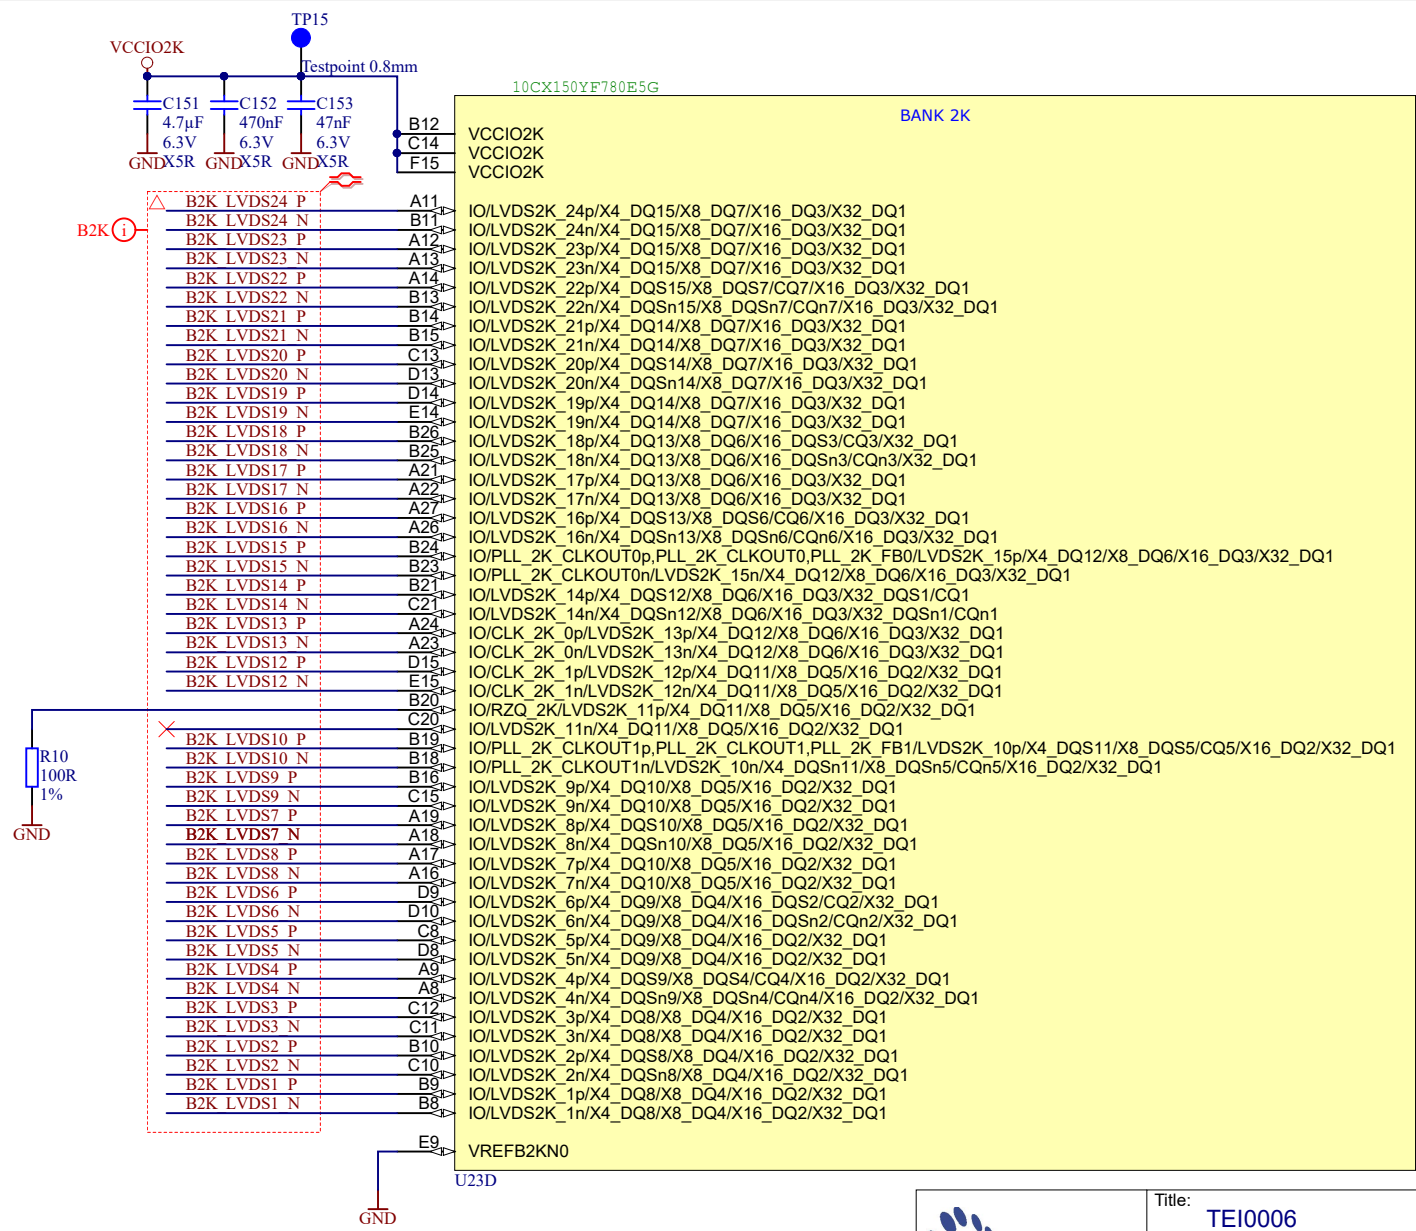 TP15
VCCIO2K
Testpoint 0.8mm
C151
4.7µF
6.3V
X5R
GND
C152
470nF
6.3V
X5R
GND
C153
47nF
6.3V
X5R
GND
10CX150YF780E5G
BANK 2K
B12 VCCIO2K
C14 VCCIO2K
F15 VCCIO2K
B2K i
B2K_LVDS24_P A11 IO/LVDS2K_24p/X4_DQ15/X8_DQ7/X16_DQ3/X32_DQ1
B2K_LVDS24_N B11 IO/LVDS2K_24n/X4_DQ15/X8_DQ7/X16_DQ3/X32_DQ1
B2K_LVDS23_P A12 IO/LVDS2K_23p/X4_DQ15/X8_DQ7/X16_DQ3/X32_DQ1
B2K_LVDS23_N A13 IO/LVDS2K_23n/X4_DQ15/X8_DQ7/X16_DQ3/X32_DQ1
B2K_LVDS22_P A14 IO/LVDS2K_22p/X4_DQS15/X8_DQS7/CQ7/X16_DQ3/X32_DQ1
B2K_LVDS22_N B13 IO/LVDS2K_22n/X4_DQSn15/X8_DQSn7/CQn7/X16_DQ3/X32_DQ1
B2K_LVDS21_P B14 IO/LVDS2K_21p/X4_DQ14/X8_DQ7/X16_DQ3/X32_DQ1
B2K_LVDS21_N B15 IO/LVDS2K_21n/X4_DQ14/X8_DQ7/X16_DQ3/X32_DQ1
B2K_LVDS20_P C13 IO/LVDS2K_20p/X4_DQS14/X8_DQ7/X16_DQ3/X32_DQ1
B2K_LVDS20_N D13 IO/LVDS2K_20n/X4_DQSn14/X8_DQ7/X16_DQ3/X32_DQ1
B2K_LVDS19_P D14 IO/LVDS2K_19p/X4_DQ14/X8_DQ7/X16_DQ3/X32_DQ1
B2K_LVDS19_N E14 IO/LVDS2K_19n/X4_DQ14/X8_DQ7/X16_DQ3/X32_DQ1
B2K_LVDS18_P B26 IO/LVDS2K_18p/X4_DQ13/X8_DQ6/X16_DQS3/CQ3/X32_DQ1
B2K_LVDS18_N B25 IO/LVDS2K_18n/X4_DQ13/X8_DQ6/X16_DQSn3/CQn3/X32_DQ1
B2K_LVDS17_P A21 IO/LVDS2K_17p/X4_DQ13/X8_DQ6/X16_DQ3/X32_DQ1
B2K_LVDS17_N A22 IO/LVDS2K_17n/X4_DQ13/X8_DQ6/X16_DQ3/X32_DQ1
B2K_LVDS16_P A27 IO/LVDS2K_16p/X4_DQS13/X8_DQS6/CQ6/X16_DQ3/X32_DQ1
B2K_LVDS16_N A26 IO/LVDS2K_16n/X4_DQSn13/X8_DQSn6/CQn6/X16_DQ3/X32_DQ1
B2K_LVDS15_P B24 IO/PLL_2K_CLKOUT0p,PLL_2K_CLKOUT0,PLL_2K_FB0/LVDS2K_15p/X4_DQ12/X8_DQ6/X16_DQ3/X32_DQ1
B2K_LVDS15_N B23 IO/PLL_2K_CLKOUT0n/LVDS2K_15n/X4_DQ12/X8_DQ6/X16_DQ3/X32_DQ1
B2K_LVDS14_P B21 IO/LVDS2K_14p/X4_DQS12/X8_DQ6/X16_DQ3/X32_DQS1/CQ1
B2K_LVDS14_N C21 IO/LVDS2K_14n/X4_DQSn12/X8_DQ6/X16_DQ3/X32_DQSn1/CQn1
B2K_LVDS13_P A24 IO/CLK_2K_0p/LVDS2K_13p/X4_DQ12/X8_DQ6/X16_DQ3/X32_DQ1
B2K_LVDS13_N A23 IO/CLK_2K_0n/LVDS2K_13n/X4_DQ12/X8_DQ6/X16_DQ3/X32_DQ1
B2K_LVDS12_P D15 IO/CLK_2K_1p/LVDS2K_12p/X4_DQ11/X8_DQ5/X16_DQ2/X32_DQ1
B2K_LVDS12_N E15 IO/CLK_2K_1n/LVDS2K_12n/X4_DQ11/X8_DQ5/X16_DQ2/X32_DQ1
B20 IO/RZQ_2K/LVDS2K_11p/X4_DQ11/X8_DQ5/X16_DQ2/X32_DQ1
C20 IO/LVDS2K_11n/X4_DQ11/X8_DQ5/X16_DQ2/X32_DQ1
B2K_LVDS10_P B19 IO/PLL_2K_CLKOUT1p,PLL_2K_CLKOUT1,PLL_2K_FB1/LVDS2K_10p/X4_DQS11/X8_DQS5/CQ5/X16_DQ2/X32_DQ1
B2K_LVDS10_N B18 IO/PLL_2K_CLKOUT1n/LVDS2K_10n/X4_DQSn11/X8_DQSn5/CQn5/X16_DQ2/X32_DQ1
B2K_LVDS9_P B16 IO/LVDS2K_9p/X4_DQ10/X8_DQ5/X16_DQ2/X32_DQ1
B2K_LVDS9_N C15 IO/LVDS2K_9n/X4_DQ10/X8_DQ5/X16_DQ2/X32_DQ1
B2K_LVDS7_P A19 IO/LVDS2K_8p/X4_DQS10/X8_DQ5/X16_DQ2/X32_DQ1
B2K_LVDS7_N A18 IO/LVDS2K_8n/X4_DQSn10/X8_DQ5/X16_DQ2/X32_DQ1
B2K_LVDS8_P A17 IO/LVDS2K_7p/X4_DQ10/X8_DQ5/X16_DQ2/X32_DQ1
B2K_LVDS8_N A16 IO/LVDS2K_7n/X4_DQ10/X8_DQ5/X16_DQ2/X32_DQ1
B2K_LVDS6_P D9 IO/LVDS2K_6p/X4_DQ9/X8_DQ4/X16_DQS2/CQ2/X32_DQ1
B2K_LVDS6_N D10 IO/LVDS2K_6n/X4_DQ9/X8_DQ4/X16_DQSn2/CQn2/X32_DQ1
B2K_LVDS5_P C8 IO/LVDS2K_5p/X4_DQ9/X8_DQ4/X16_DQ2/X32_DQ1
B2K_LVDS5_N D8 IO/LVDS2K_5n/X4_DQ9/X8_DQ4/X16_DQ2/X32_DQ1
B2K_LVDS4_P A9 IO/LVDS2K_4p/X4_DQS9/X8_DQS4/CQ4/X16_DQ2/X32_DQ1
B2K_LVDS4_N A8 IO/LVDS2K_4n/X4_DQSn9/X8_DQSn4/CQn4/X16_DQ2/X32_DQ1
B2K_LVDS3_P C12 IO/LVDS2K_3p/X4_DQ8/X8_DQ4/X16_DQ2/X32_DQ1
B2K_LVDS3_N C11 IO/LVDS2K_3n/X4_DQ8/X8_DQ4/X16_DQ2/X32_DQ1
B2K_LVDS2_P B10 IO/LVDS2K_2p/X4_DQS8/X8_DQ4/X16_DQ2/X32_DQ1
B2K_LVDS2_N C10 IO/LVDS2K_2n/X4_DQSn8/X8_DQ4/X16_DQ2/X32_DQ1
B2K_LVDS1_P B9 IO/LVDS2K_1p/X4_DQ8/X8_DQ4/X16_DQ2/X32_DQ1
B2K_LVDS1_N B8 IO/LVDS2K_1n/X4_DQ8/X8_DQ4/X16_DQ2/X32_DQ1
R10
100R
1%
GND
E9 VREFB2KN0
GND
U23D
Title:
TEI0006